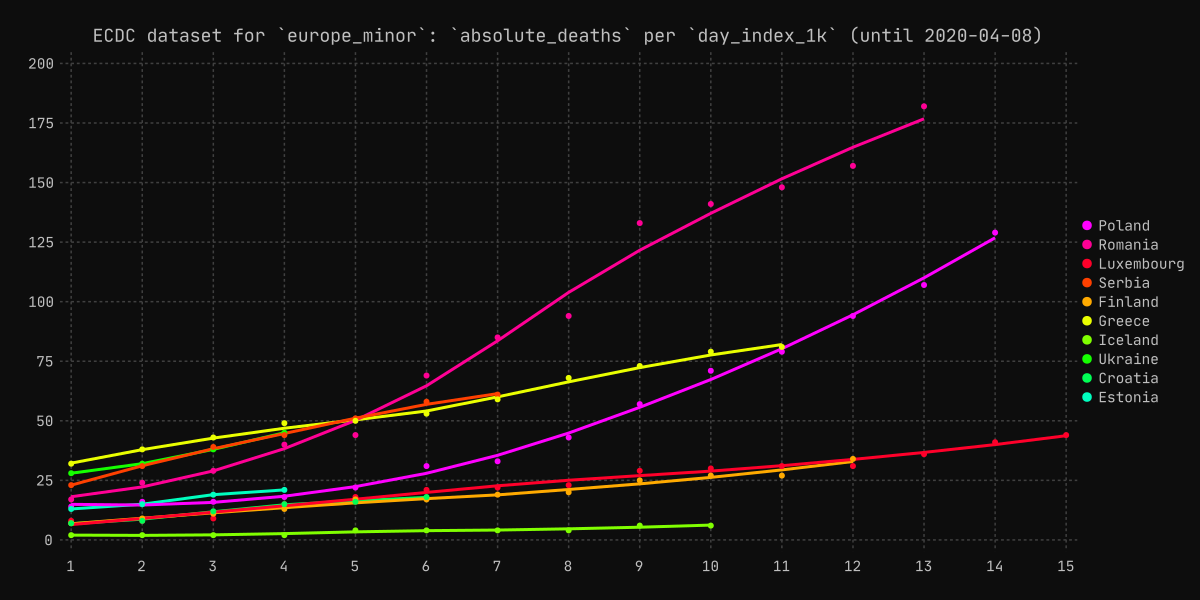 ECDC dataset for `europe_minor`: `absolute_deaths` per `day_index_1k` (until 2020-04-08)
200
175
150
125
100
75
50
25
0
1 2 3 4 5 6 7 8 9 10 11 12 13 14 15
Poland
Romania
Luxembourg
Serbia
Finland
Greece
Iceland
Ukraine
Croatia
Estonia